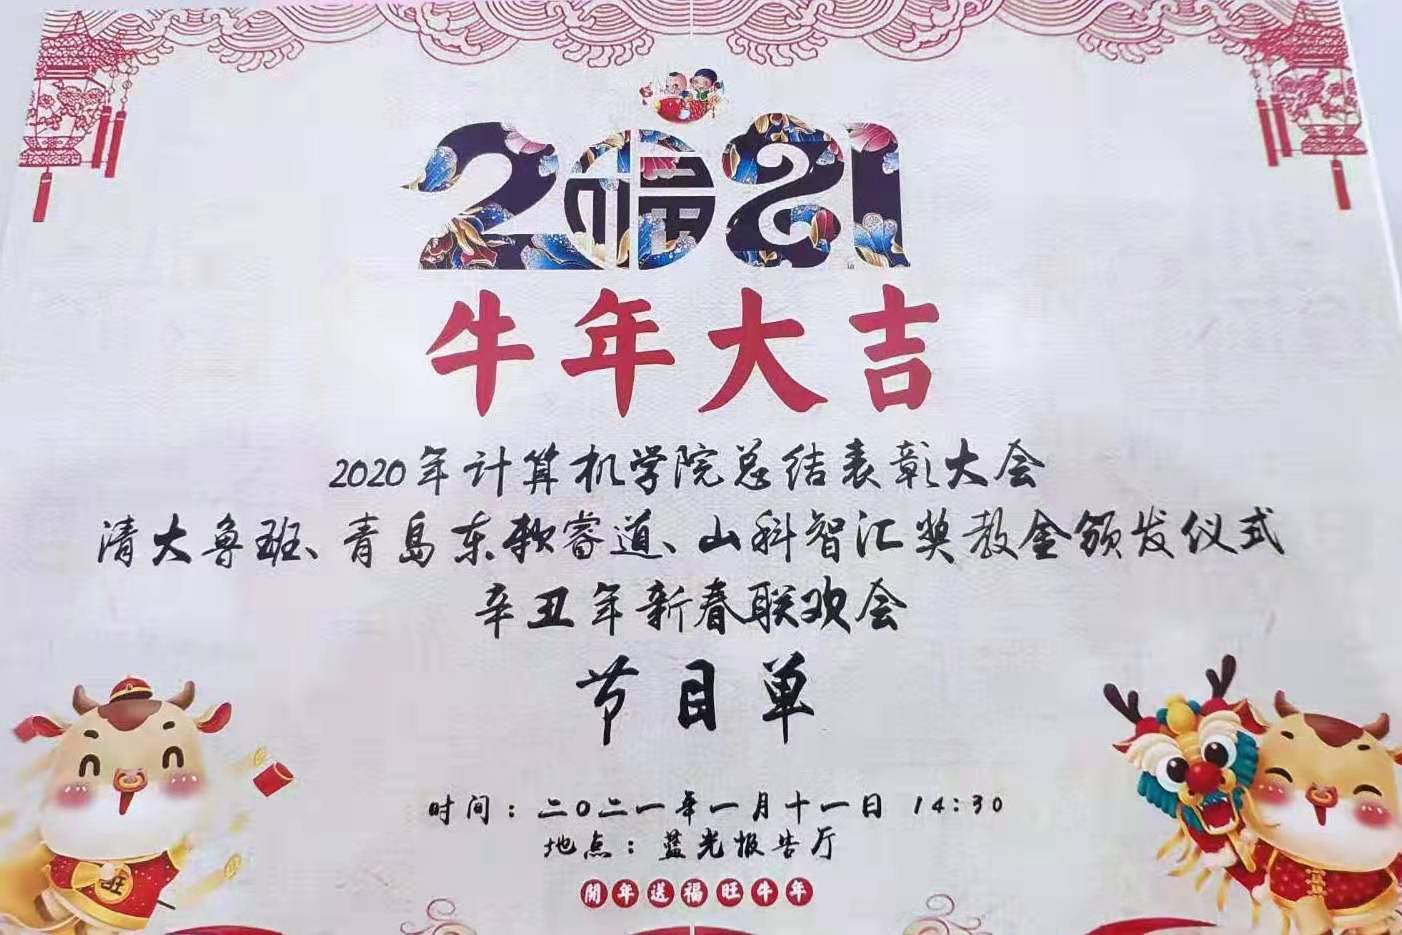 2021
福
牛年大吉
2020年计算机学院总结表彰大会
清大鲁班、青岛东软睿道、山科智汇奖教金颁发仪式
辛丑年新春联欢会
节目单
时间：二〇二一年一月十一日 14:30
地点：蓝光报告厅
開年送福旺牛年
旺